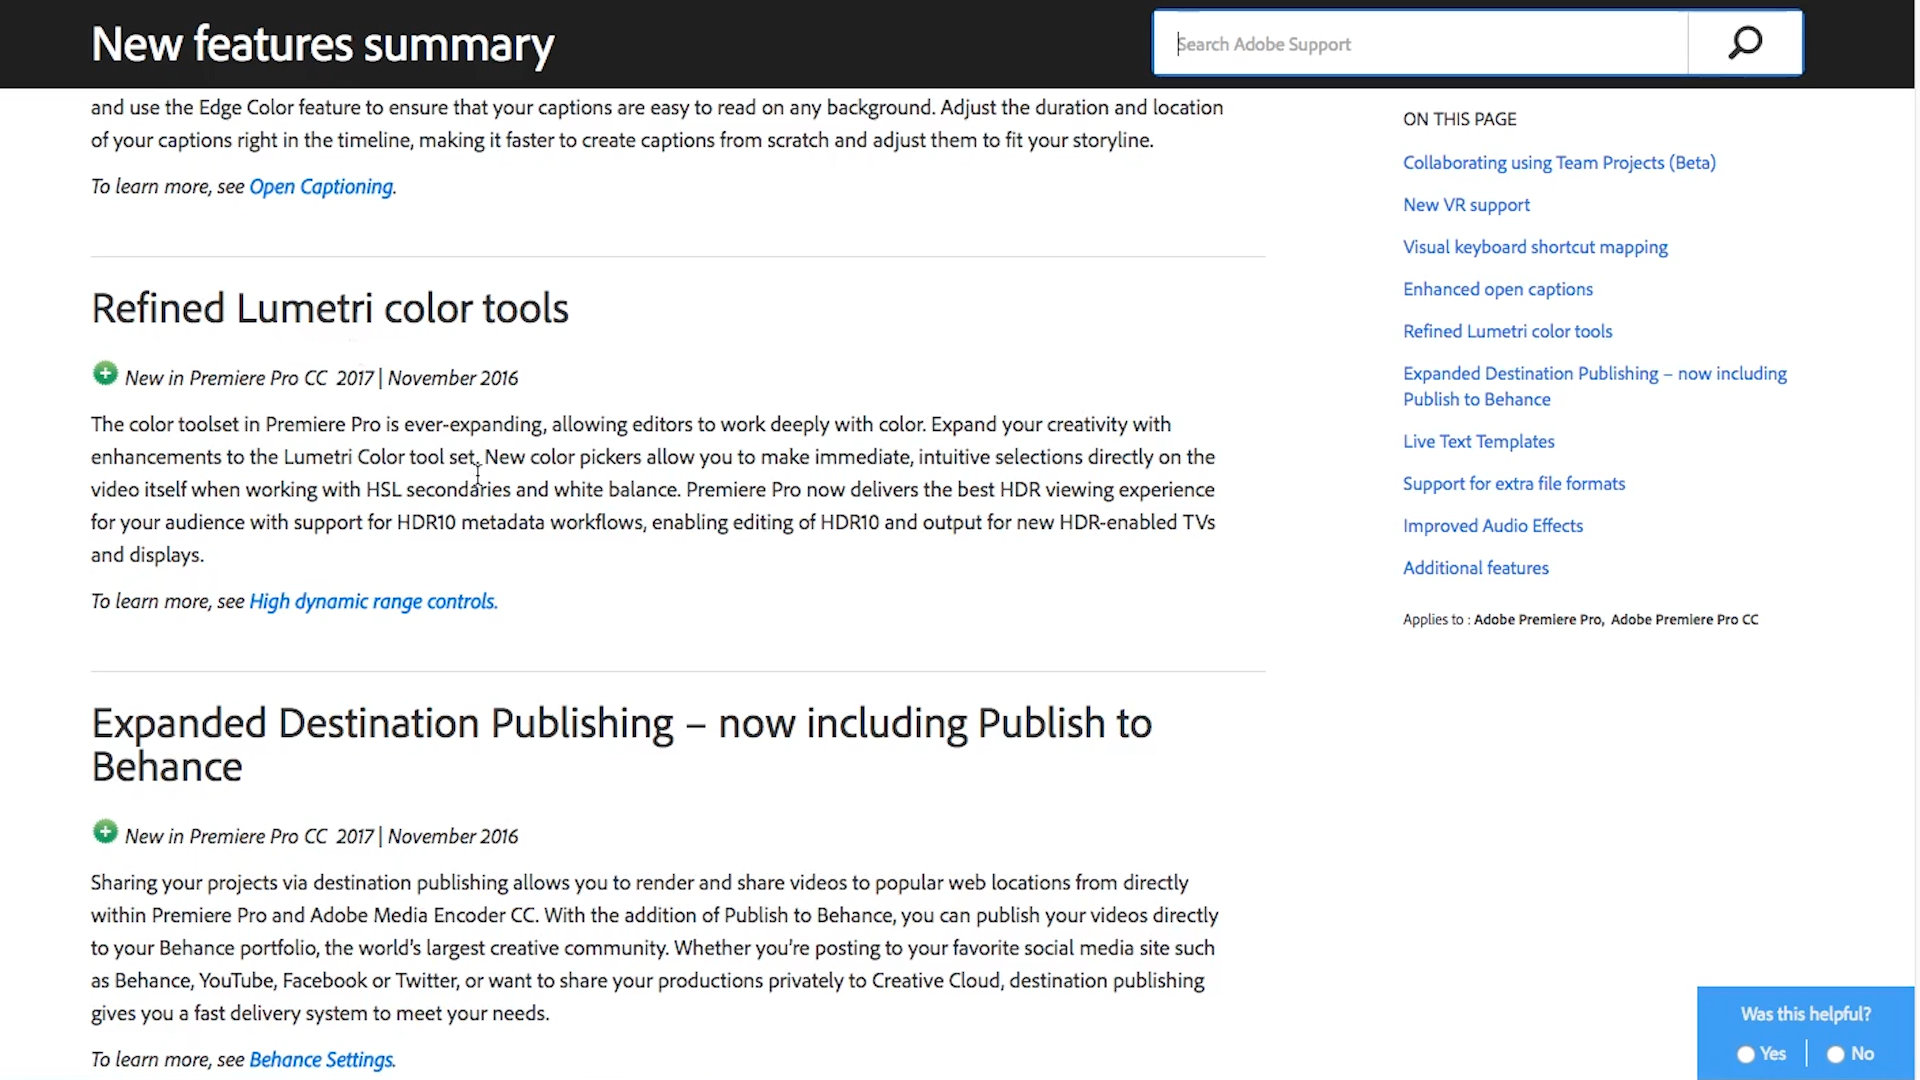 New features summary
Search Adobe Support
and use the Edge Color feature to ensure that your captions are easy to read on any background. Adjust the duration and location
of your captions right in the timeline, making it faster to create captions from scratch and adjust them to fit your storyline.
To learn more, see Open Captioning.
Refined Lumetri color tools
New in Premiere Pro CC 2017 | November 2016
The color toolset in Premiere Pro is ever-expanding, allowing editors to work deeply with color. Expand your creativity with
enhancements to the Lumetri Color tool set. New color pickers allow you to make immediate, intuitive selections directly on the
video itself when working with HSL secondaries and white balance. Premiere Pro now delivers the best HDR viewing experience
for your audience with support for HDR10 metadata workflows, enabling editing of HDR10 and output for new HDR-enabled TVs
and displays.
To learn more, see High dynamic range controls.
Expanded Destination Publishing – now including Publish to
Behance
New in Premiere Pro CC 2017 | November 2016
Sharing your projects via destination publishing allows you to render and share videos to popular web locations from directly
within Premiere Pro and Adobe Media Encoder CC. With the addition of Publish to Behance, you can publish your videos directly
to your Behance portfolio, the world's largest creative community. Whether you're posting to your favorite social media site such
as Behance, YouTube, Facebook or Twitter, or want to share your productions privately to Creative Cloud, destination publishing
gives you a fast delivery system to meet your needs.
To learn more, see Behance Settings.
ON THIS PAGE
Collaborating using Team Projects (Beta)
New VR support
Visual keyboard shortcut mapping
Enhanced open captions
Refined Lumetri color tools
Expanded Destination Publishing – now including
Publish to Behance
Live Text Templates
Support for extra file formats
Improved Audio Effects
Additional features
Applies to : Adobe Premiere Pro, Adobe Premiere Pro CC
Was this helpful?
Yes No